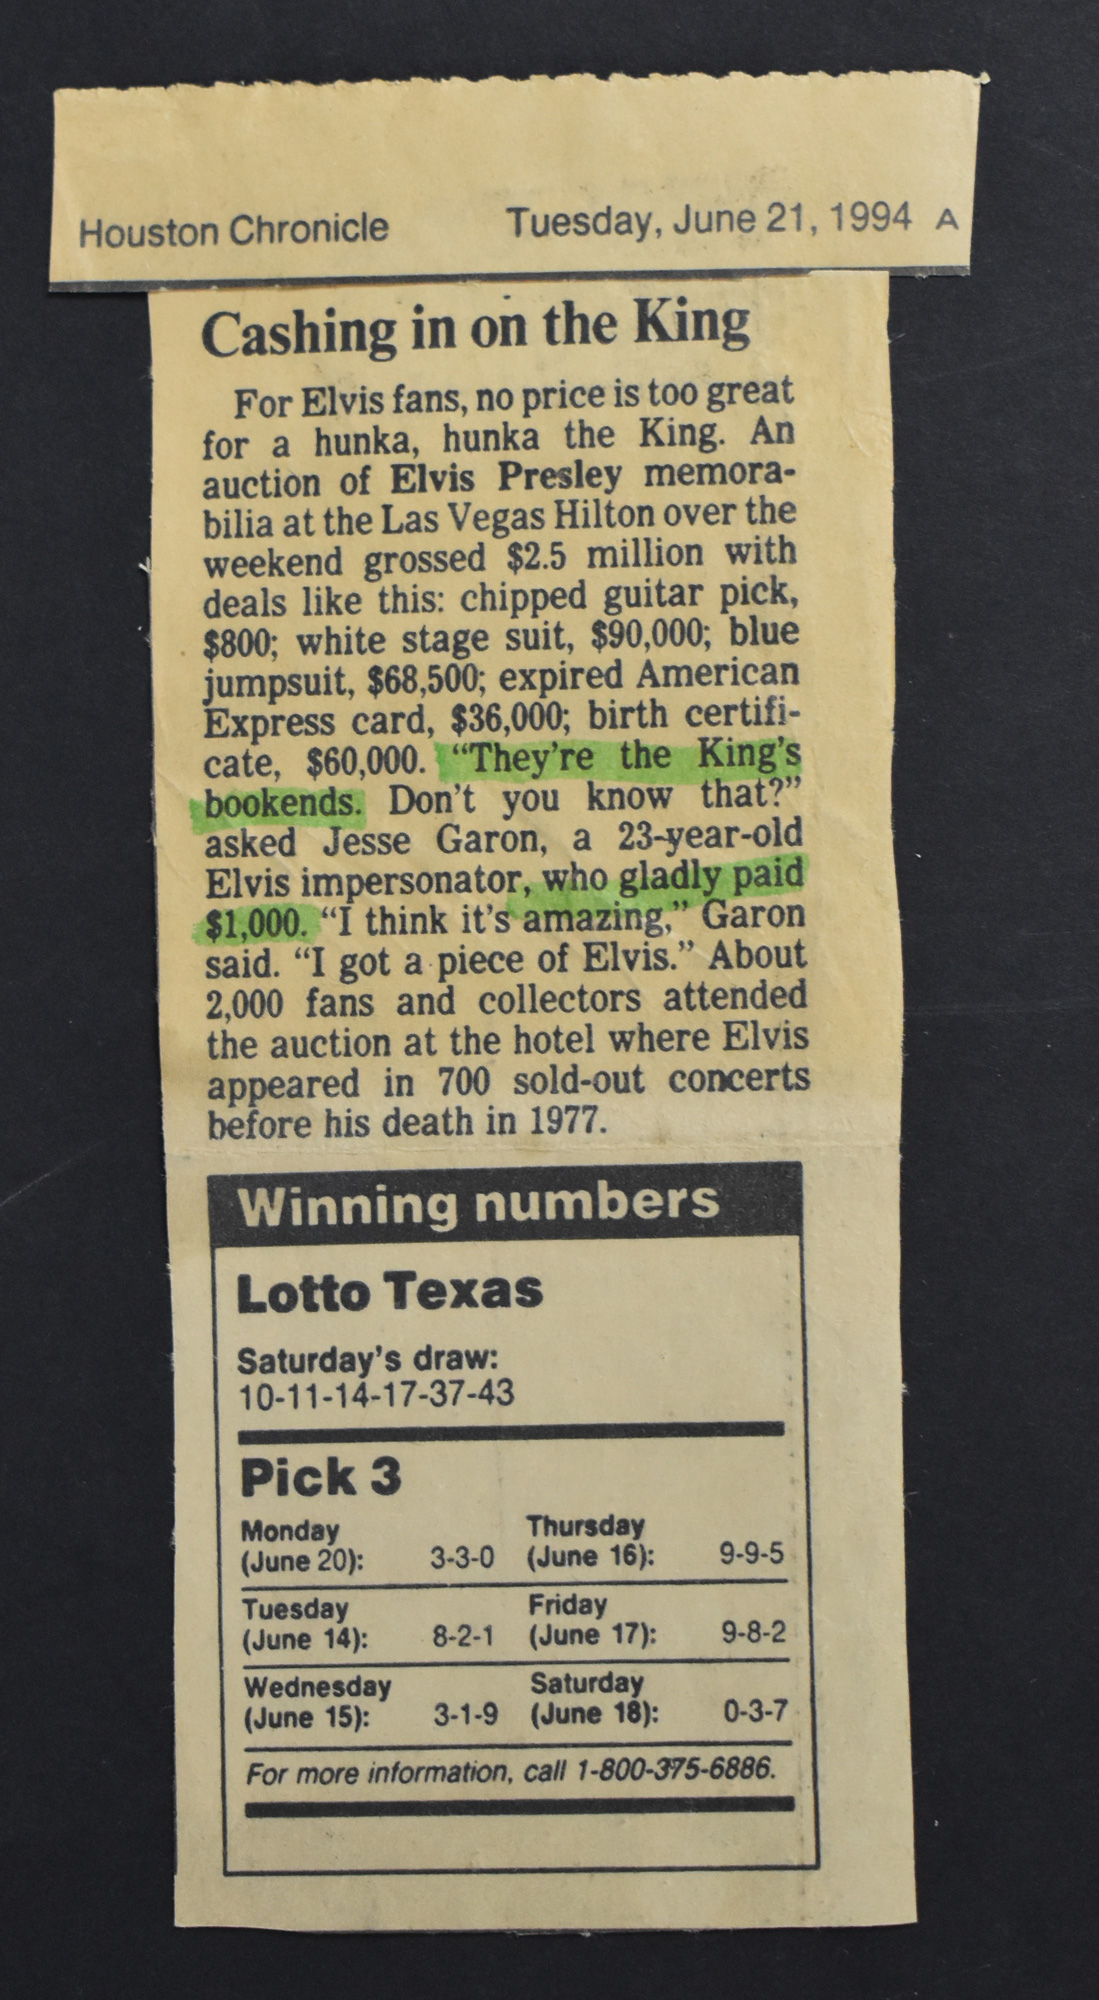 Houston Chronicle Tuesday, June 21, 1994 A
Cashing in on the King
For Elvis fans, no price is too great
for a hunka, hunka the King. An
auction of Elvis Presley memora-
bilia at the Las Vegas Hilton over the
weekend grossed $2.5 million with
deals like this: chipped guitar pick,
$800; white stage suit, $90,000; blue
jumpsuit, $68,500; expired American
Express card, $36,000; birth certifi-
cate, $60,000. “They’re the King’s
bookends. Don’t you know that?”
asked Jesse Garon, a 23-year-old
Elvis impersonator, who gladly paid
$1,000. “I think it’s amazing,” Garon
said. “I got a piece of Elvis.” About
2,000 fans and collectors attended
the auction at the hotel where Elvis
appeared in 700 sold-out concerts
before his death in 1977.
Winning numbers
Lotto Texas
Saturday’s draw:
10-11-14-17-37-43
Pick 3
Monday Thursday
(June 20): 3-3-0 (June 16): 9-9-5
Tuesday Friday
(June 14): 8-2-1 (June 17): 9-8-2
Wednesday Saturday
(June 15): 3-1-9 (June 18): 0-3-7
For more information, call 1-800-375-6886.